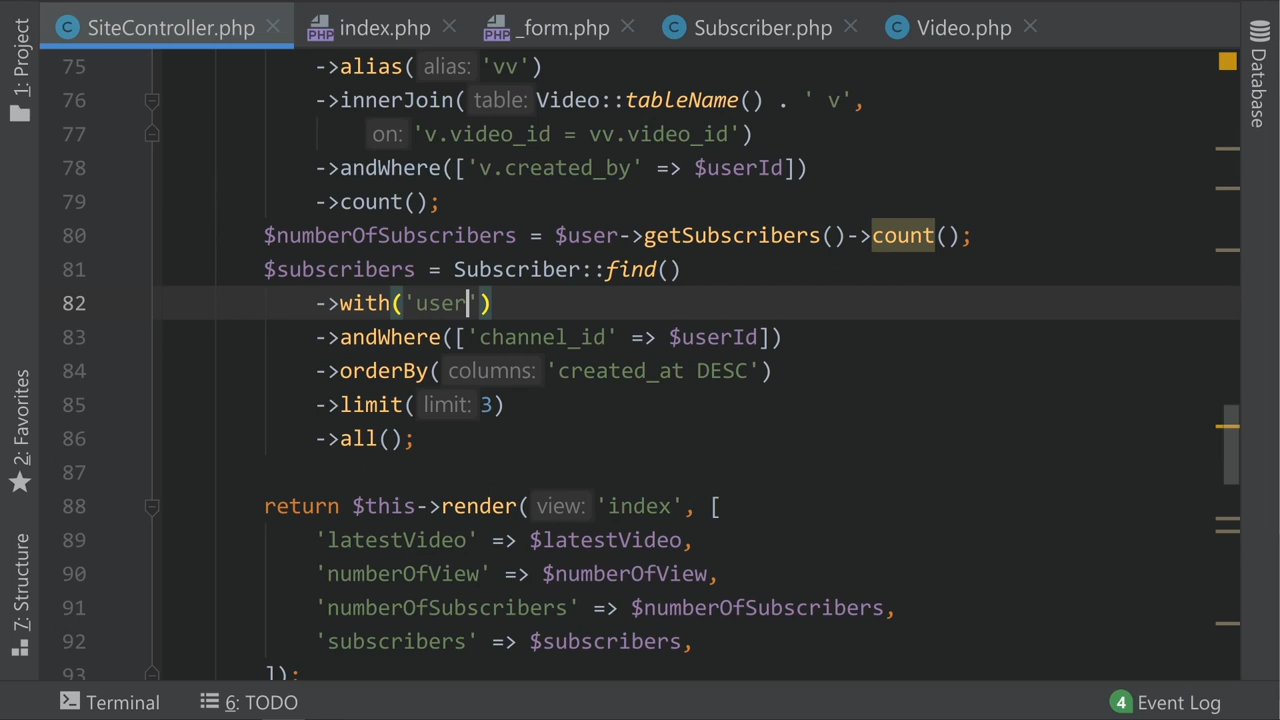 SiteController.php index.php _form.php Subscriber.php Video.php
1: Project
2: Favorites
7: Structure
Database
75 ->alias( alias: 'vv')
76 ->innerJoin( table: Video::tableName() . ' v',
77 on: 'v.video_id = vv.video_id')
78 ->andWhere(['v.created_by' => $userId])
79 ->count();
80 $numberOfSubscribers = $user->getSubscribers()->count();
81 $subscribers = Subscriber::find()
82 ->with('user')
83 ->andWhere(['channel_id' => $userId])
84 ->orderBy( columns: 'created_at DESC')
85 ->limit( limit: 3)
86 ->all();
87
88 return $this->render( view: 'index', [
89 'latestVideo' => $latestVideo,
90 'numberOfView' => $numberOfView,
91 'numberOfSubscribers' => $numberOfSubscribers,
92 'subscribers' => $subscribers,
93 ]);
Terminal 6: TODO 4 Event Log